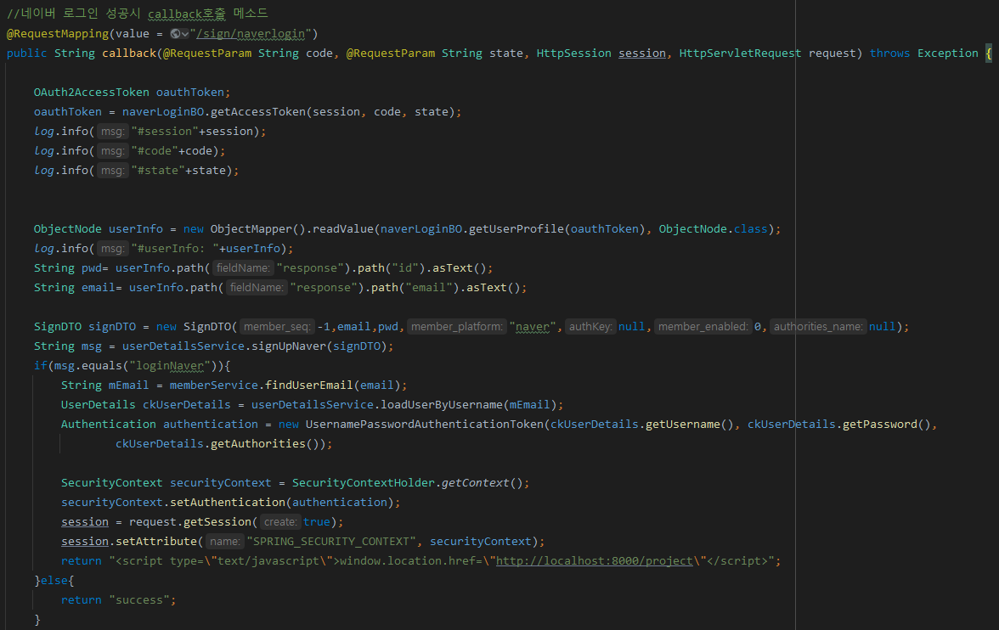 //네이버 로그인 성공시 callback호출 메소드
@RequestMapping(value = "/sign/naverlogin")
public String callback(@RequestParam String code, @RequestParam String state, HttpSession session, HttpServletRequest request) throws Exception {
OAuth2AccessToken oauthToken;
oauthToken = naverLoginBO.getAccessToken(session, code, state);
log.info( msg: "#session"+session);
log.info( msg: "#code"+code);
log.info( msg: "#state"+state);
ObjectNode userInfo = new ObjectMapper().readValue(naverLoginBO.getUserProfile(oauthToken), ObjectNode.class);
log.info( msg: "#userInfo: "+userInfo);
String pwd= userInfo.path( fieldName: "response").path("id").asText();
String email= userInfo.path( fieldName: "response").path("email").asText();
SignDTO signDTO = new SignDTO( member_seq: -1,email,pwd, member_platform: "naver", authKey: null, member_enabled: 0, authorities_name: null);
String msg = userDetailsService.signUpNaver(signDTO);
if(msg.equals("loginNaver")){
String mEmail = memberService.findUserEmail(email);
UserDetails ckUserDetails = userDetailsService.loadUserByUsername(mEmail);
Authentication authentication = new UsernamePasswordAuthenticationToken(ckUserDetails.getUsername(), ckUserDetails.getPassword(),
ckUserDetails.getAuthorities());
SecurityContext securityContext = SecurityContextHolder.getContext();
securityContext.setAuthentication(authentication);
session = request.getSession( create: true);
session.setAttribute( name: "SPRING_SECURITY_CONTEXT", securityContext);
return "<script type=\"text/javascript\">window.location.href=\"http://localhost:8000/project\"</script>";
}else{
return "success";
}